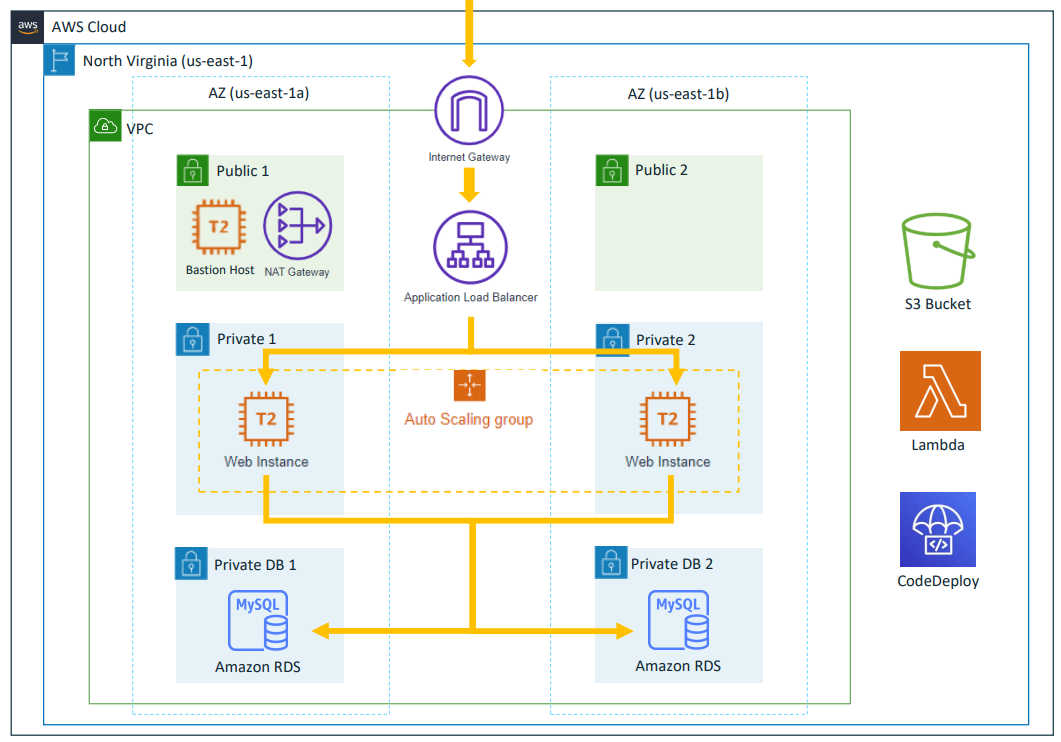 aws
AWS Cloud
North Virginia (us-east-1)
AZ (us-east-1a)
AZ (us-east-1b)
VPC
Internet Gateway
Public 1
Public 2
T2
Bastion Host
NAT Gateway
Application Load Balancer
S3 Bucket
Private 1
Private 2
T2
Auto Scaling group
T2
Web Instance
Web Instance
Lambda
Private DB 1
Private DB 2
MySQL
MySQL
</>
CodeDeploy
Amazon RDS
Amazon RDS